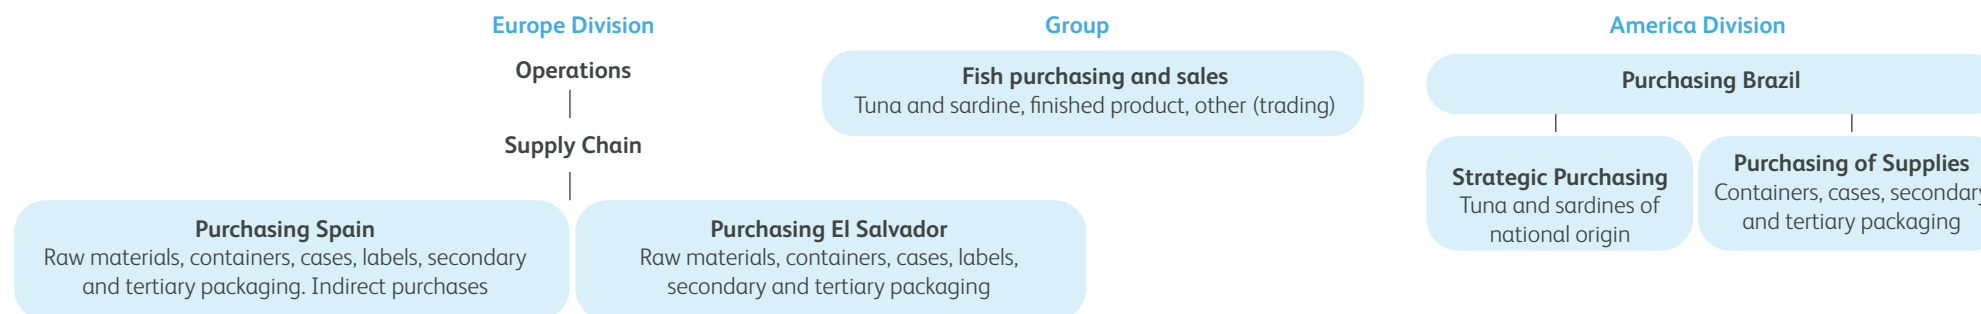 Europe Division
Operations
Supply Chain
Purchasing Spain
Raw materials, containers, cases, labels, secondary
and tertiary packaging. Indirect purchases
Purchasing El Salvador
Raw materials, containers, cases, labels,
secondary and tertiary packaging
Group
Fish purchasing and sales
Tuna and sardine, finished product, other (trading)
America Division
Purchasing Brazil
Strategic Purchasing
Tuna and sardines of
national origin
Purchasing of Supplies
Containers, cases, secondary
and tertiary packaging